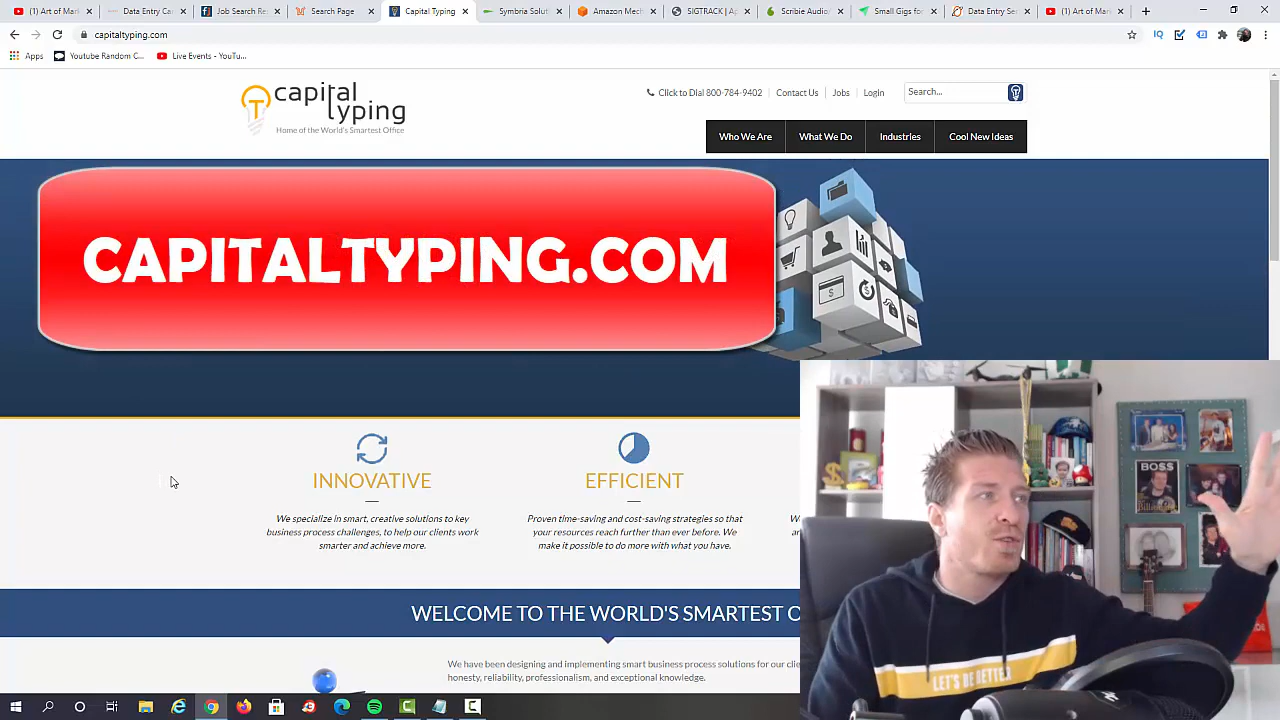 (1) Art of Mark
Data Entry Car
Job Search Re
Search Page
Capital Typing
Symbria Solut
Amazon Mech
SIGTRACK | Ap
Scribie Audio/
Small Gigs for
Data Entry Se
(1) Art of Mark
capitaltyping.com
Apps
Youtube Random C...
Live Events - YouTu...
capital
typing
Home of the World's Smartest Office
Click to Dial 800-784-9402
Contact Us
Jobs
Login
Search...
Who We Are
What We Do
Industries
Cool New Ideas
CAPITALTYPING.COM
INNOVATIVE
We specialize in smart, creative solutions to key
business process challenges, to help our clients work
smarter and achieve more.
EFFICIENT
Proven time-saving and cost-saving strategies so that
your resources reach further than ever before. We
make it possible to do more with what you have.
WELCOME TO THE WORLD'S SMARTEST O
We have been designing and implementing smart business process solutions for our clie
honesty, reliability, professionalism, and exceptional knowledge.
BO$$
LET'S BE BETTER